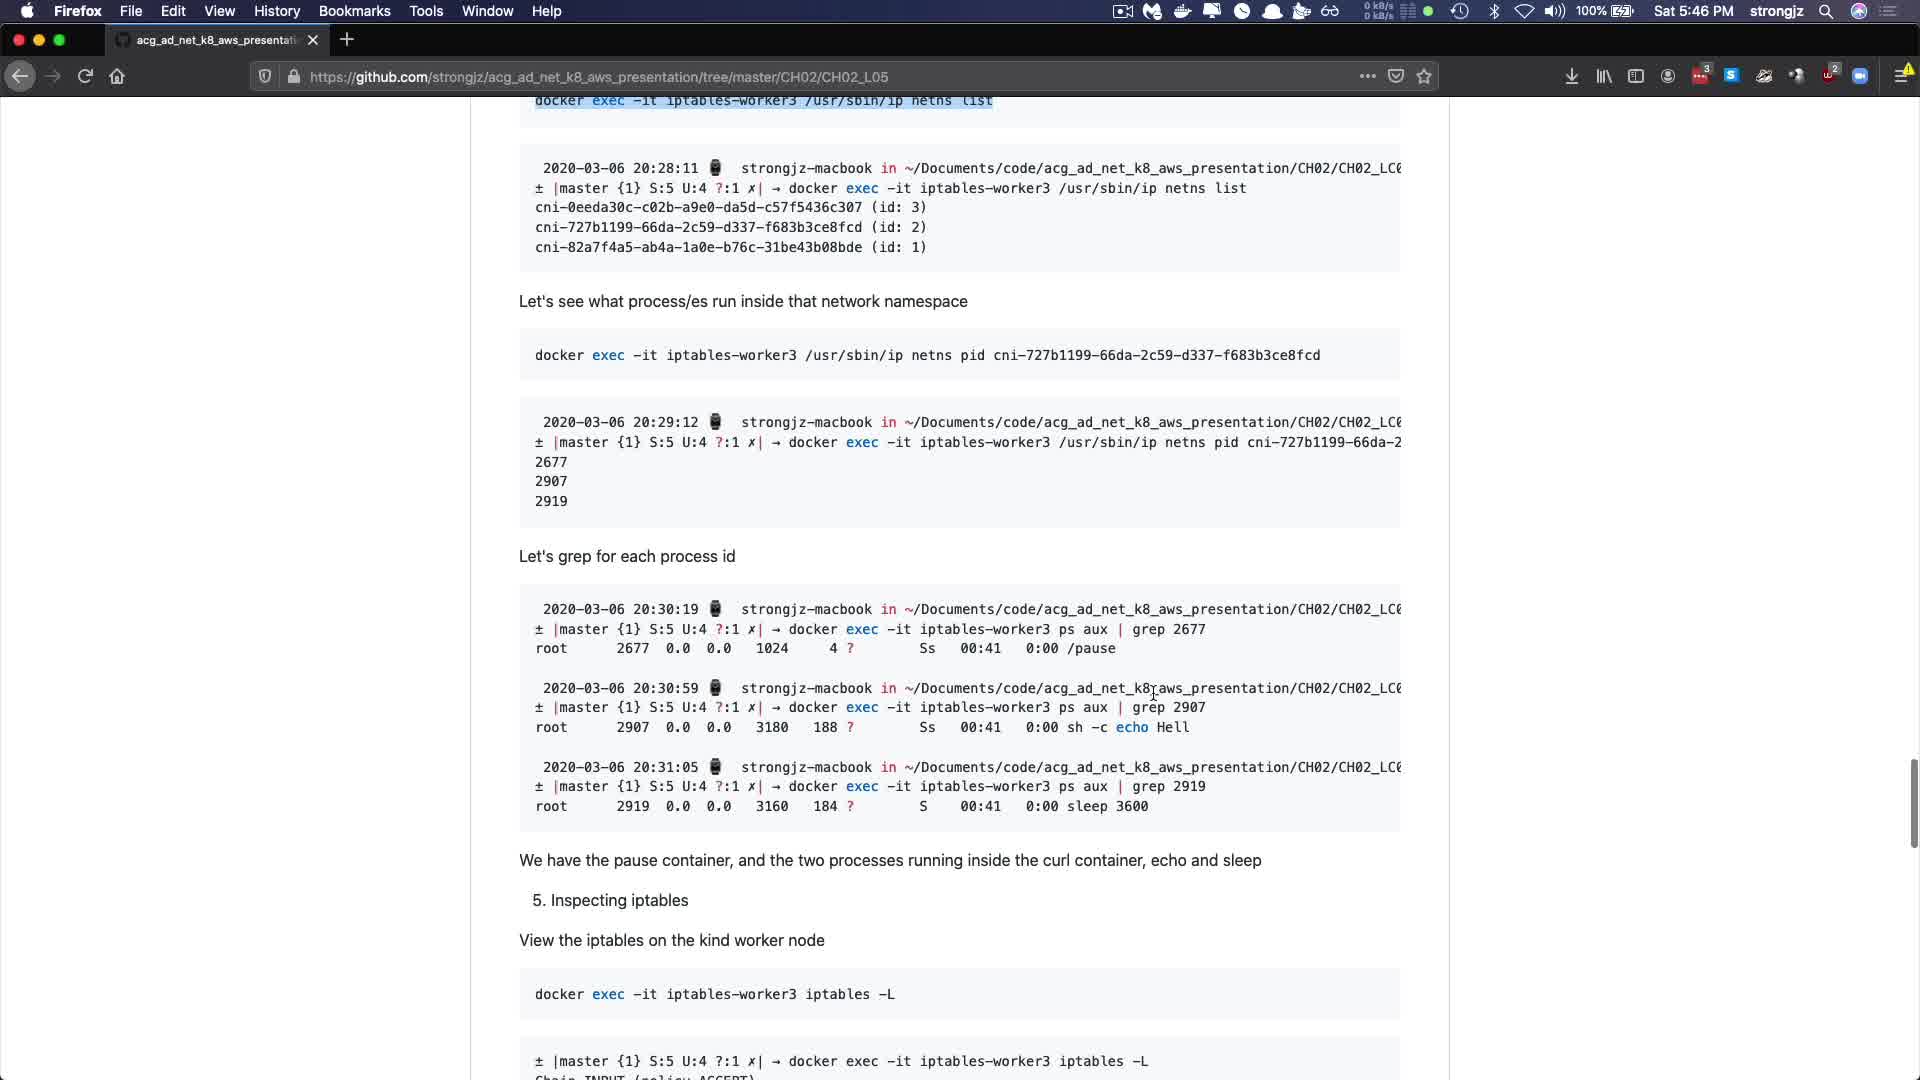 Firefox File Edit View History Bookmarks Tools Window Help 0 kB/s 0 kB/s 100% Sat 5:46 PM strongjz
acg_ad_net_k8_aws_presentati
https://github.com/strongjz/acg_ad_net_k8_aws_presentation/tree/master/CH02/CH02_L05 3 2
docker exec -it iptables-worker3 /usr/sbin/ip netns list
2020-03-06 20:28:11 strongjz-macbook in ~/Documents/code/acg_ad_net_k8_aws_presentation/CH02/CH02_LC0
± |master {1} S:5 U:4 ?:1 ✗| → docker exec -it iptables-worker3 /usr/sbin/ip netns list
cni-0eeda30c-c02b-a9e0-da5d-c57f5436c307 (id: 3)
cni-727b1199-66da-2c59-d337-f683b3ce8fcd (id: 2)
cni-82a7f4a5-ab4a-1a0e-b76c-31be43b08bde (id: 1)
Let's see what process/es run inside that network namespace
docker exec -it iptables-worker3 /usr/sbin/ip netns pid cni-727b1199-66da-2c59-d337-f683b3ce8fcd
2020-03-06 20:29:12 strongjz-macbook in ~/Documents/code/acg_ad_net_k8_aws_presentation/CH02/CH02_LC0
± |master {1} S:5 U:4 ?:1 ✗| → docker exec -it iptables-worker3 /usr/sbin/ip netns pid cni-727b1199-66da-2
2677
2907
2919
Let's grep for each process id
2020-03-06 20:30:19 strongjz-macbook in ~/Documents/code/acg_ad_net_k8_aws_presentation/CH02/CH02_LC0
± |master {1} S:5 U:4 ?:1 ✗| → docker exec -it iptables-worker3 ps aux | grep 2677
root 2677 0.0 0.0 1024 4 ? Ss 00:41 0:00 /pause
2020-03-06 20:30:59 strongjz-macbook in ~/Documents/code/acg_ad_net_k8_aws_presentation/CH02/CH02_LC0
± |master {1} S:5 U:4 ?:1 ✗| → docker exec -it iptables-worker3 ps aux | grep 2907
root 2907 0.0 0.0 3180 188 ? Ss 00:41 0:00 sh -c echo Hell
2020-03-06 20:31:05 strongjz-macbook in ~/Documents/code/acg_ad_net_k8_aws_presentation/CH02/CH02_LC0
± |master {1} S:5 U:4 ?:1 ✗| → docker exec -it iptables-worker3 ps aux | grep 2919
root 2919 0.0 0.0 3160 184 ? S 00:41 0:00 sleep 3600
We have the pause container, and the two processes running inside the curl container, echo and sleep
5. Inspecting iptables
View the iptables on the kind worker node
docker exec -it iptables-worker3 iptables -L
± |master {1} S:5 U:4 ?:1 ✗| → docker exec -it iptables-worker3 iptables -L
Chain INPUT (policy ACCEPT)